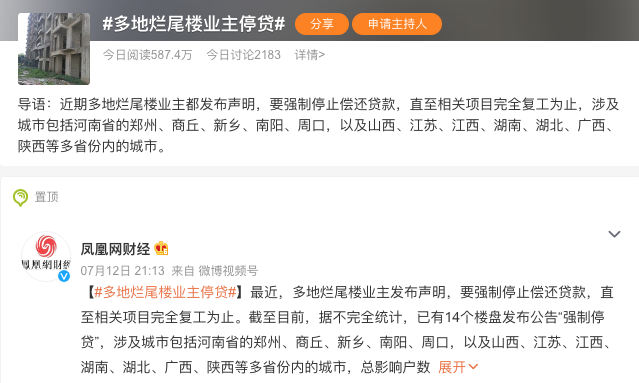 #多地烂尾楼业主停贷#
分享
申请主持人
今日阅读587.4万 今日讨论2183 详情>
导语：近期多地烂尾楼业主都发布声明，要强制停止偿还贷款，直至相关项目完全复工为止，涉及
城市包括河南省的郑州、商丘、新乡、南阳、周口，以及山西、江苏、江西、湖南、湖北、广西、
陕西等多省份内的城市。
置顶
鳳凰網财经
凤凰网财经
07月12日 21:13 来自 微博视频号
【#多地烂尾楼业主停贷#】最近，多地烂尾楼业主发布声明，要强制停止偿还贷款，直
至相关项目完全复工为止。截至目前，据不完全统计，已有14个楼盘发布公告“强制停
贷”，涉及城市包括河南省的郑州、商丘、新乡、南阳、周口，以及山西、江苏、江西、
湖南、湖北、广西、陕西等多省份内的城市，总影响户数 展开